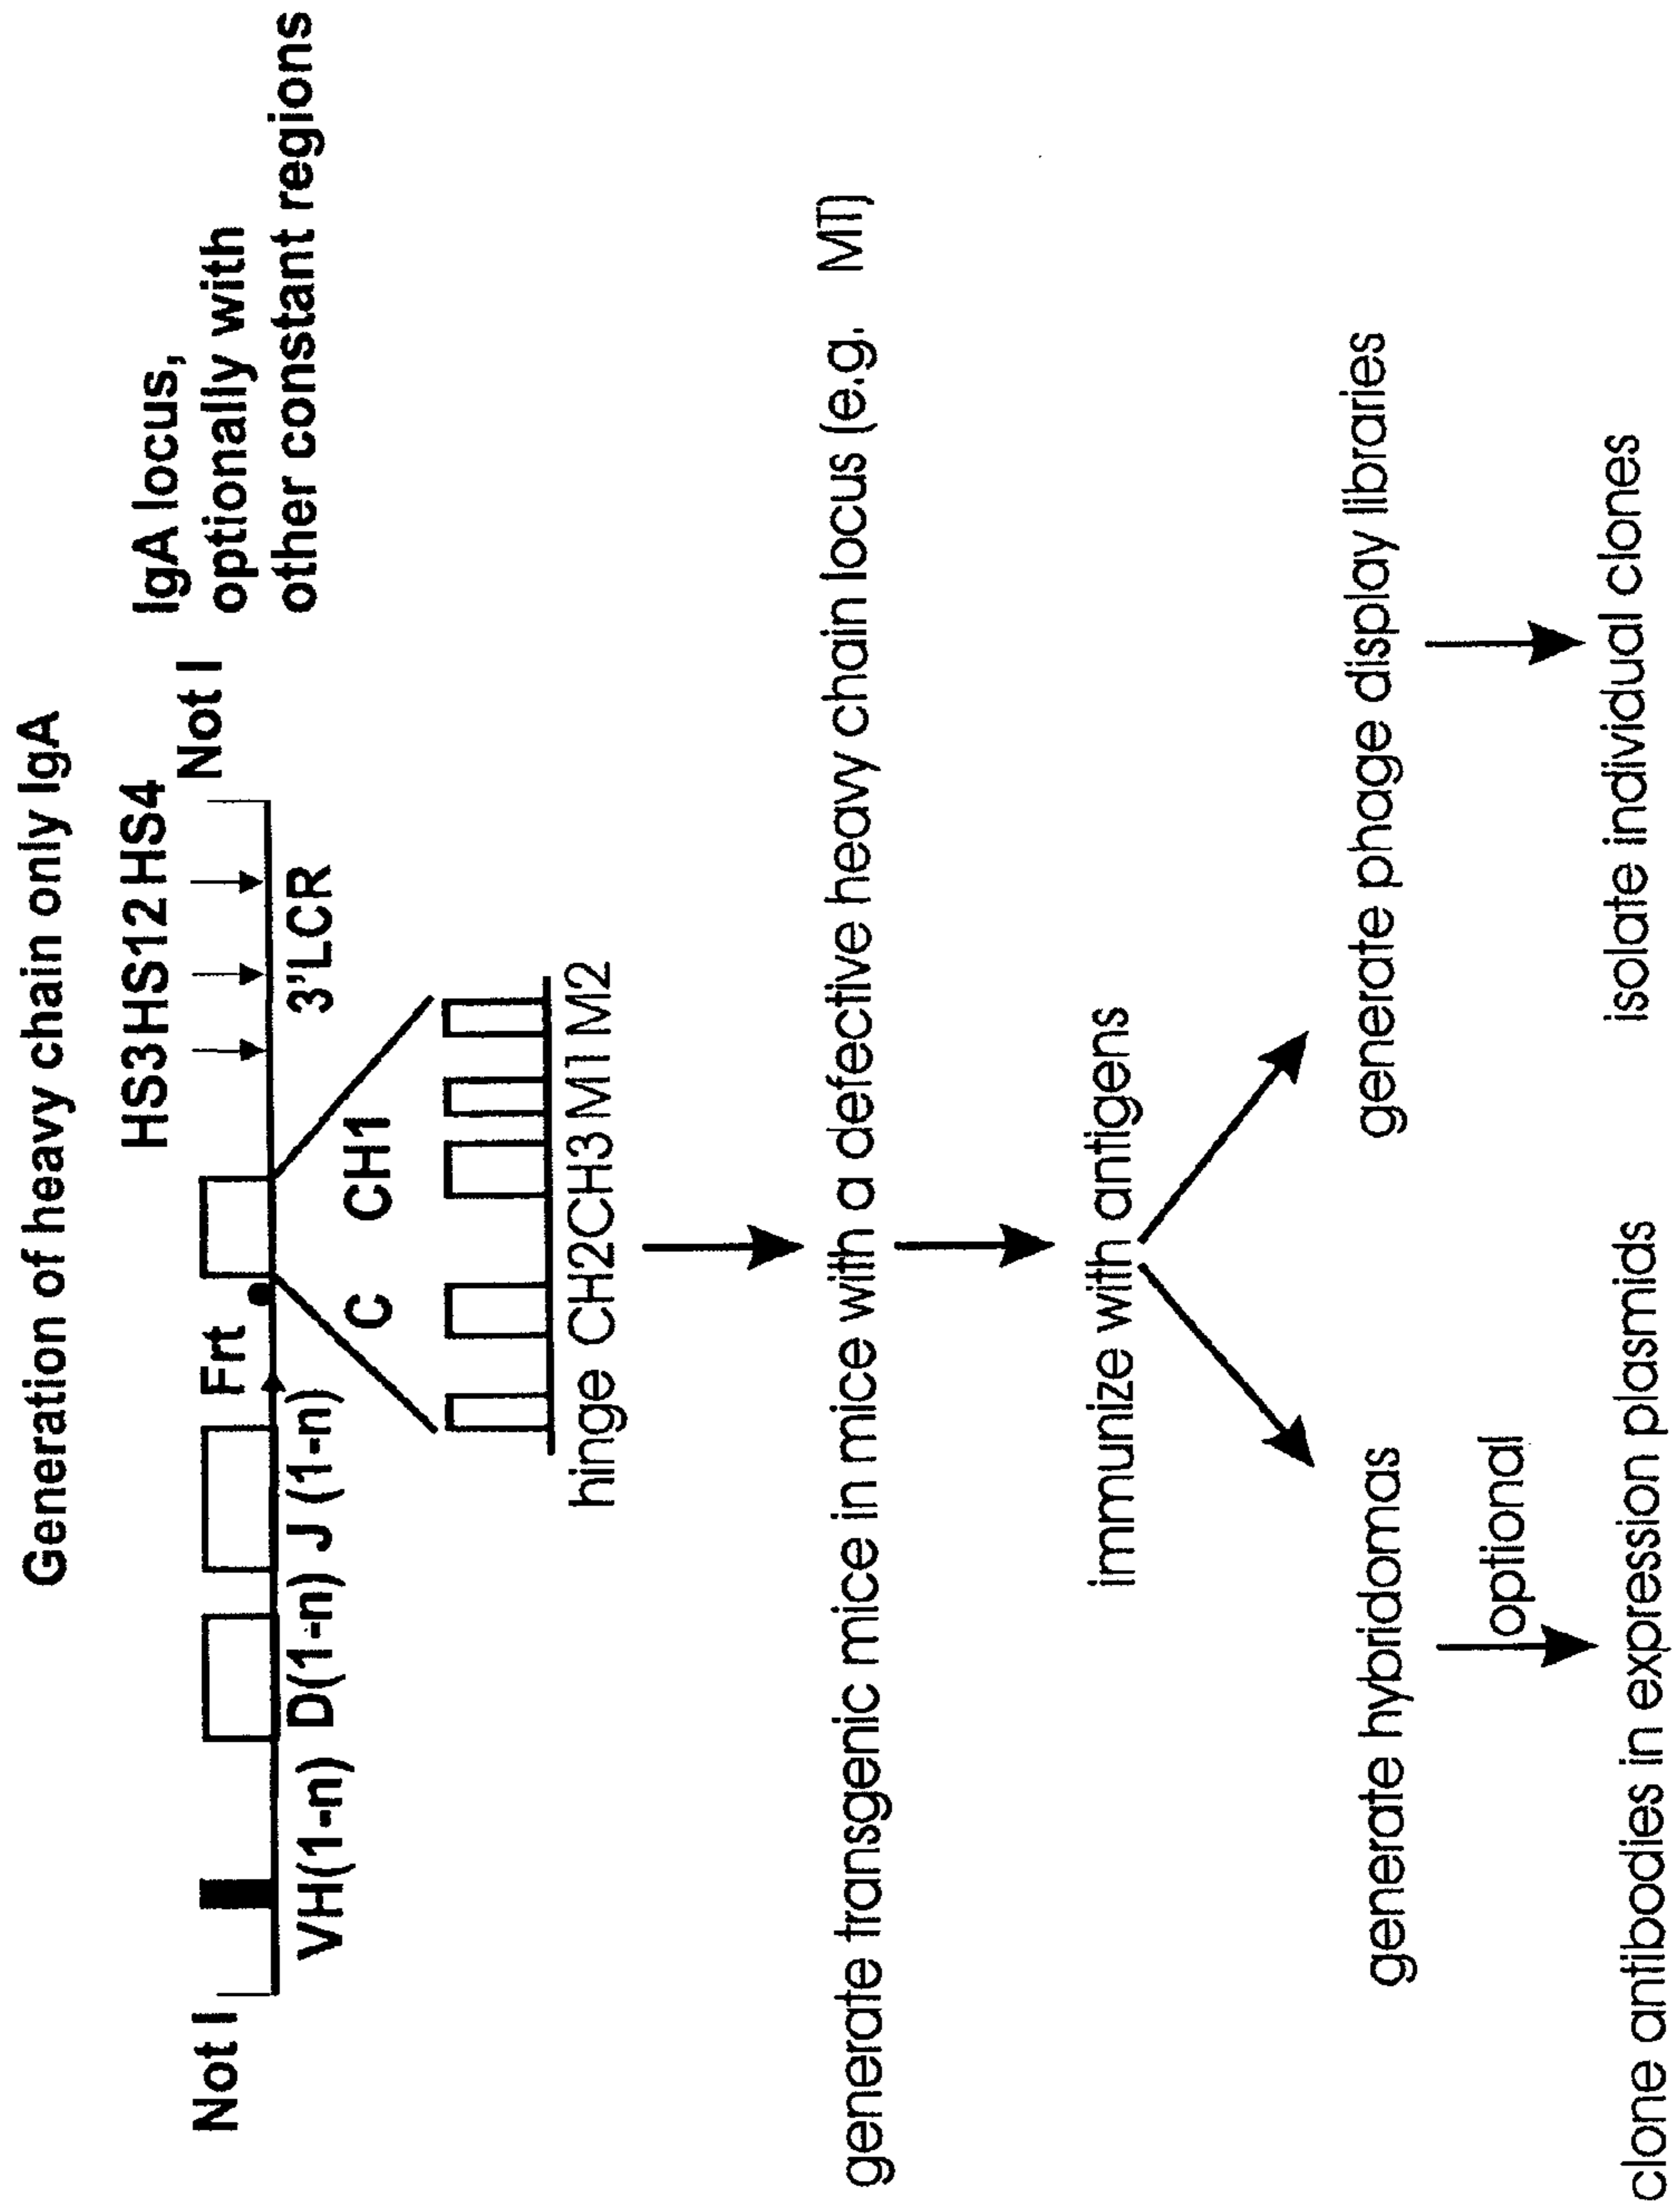 Generation of heavy chain only IgA
HS3 HS12 HS4
Not I
Not I
IgA locus,
optionally with
other constant regions
Frt
VH(1-n) D(1-n) J (1-n)
3'LCR
C CH1
hinge CH2 CH3 M1 M2
generate transgenic mice in mice with a defective heavy chain locus (e.g. MT)
immunize with antigens
generate hybridomas
generate phage display libraries
optional
clone antibodies in expression plasmids
isolate individual clones